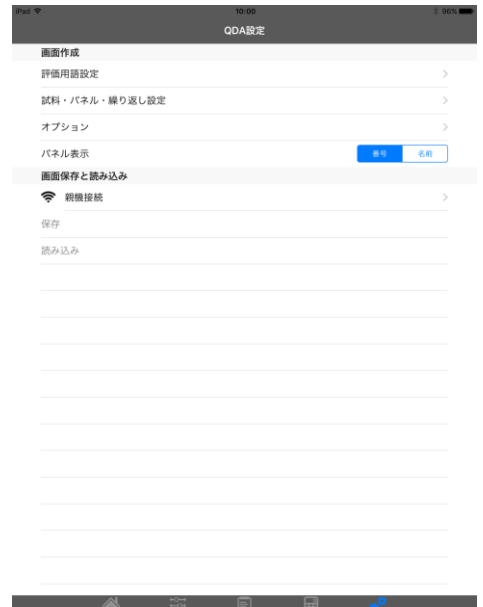 iPad 10:00 96%
QDA設定
画面作成
評価用語設定
試料・パネル・繰り返し設定
オプション
パネル表示 番号 名前
画面保存と読み込み
親機接続
保存
読み込み